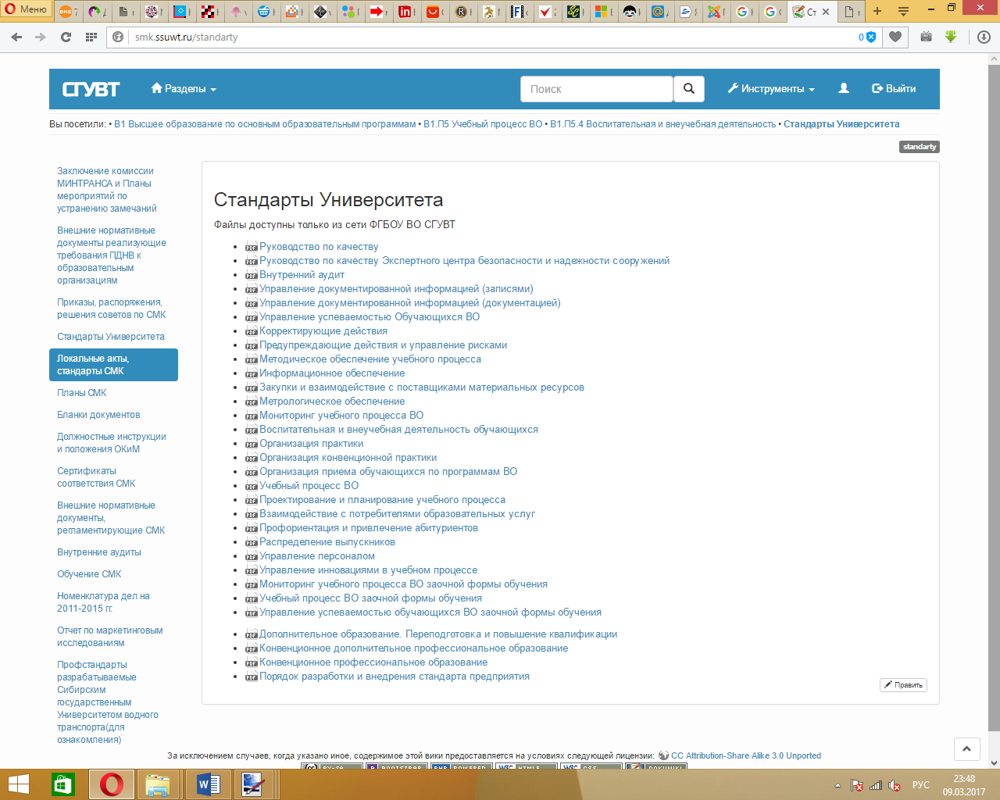 Меню
smk.ssuwt.ru/standarty
0
СГУВТ Разделы Поиск Инструменты Выйти
Вы посетили: • B1 Высшее образование по основным образовательным программам • B1.П5 Учебный процесс ВО • B1.П5.4 Воспитательная и внеучебная деятельность • Стандарты Университета
standarty
Заключение комиссии
МИНТРАНСА и Планы
мероприятий по
устранению замечаний
Внешние нормативные
документы реализующие
требования ПДНВ к
образовательным
организациям
Приказы, распоряжения,
решения советов по СМК
Стандарты Университета
Локальные акты,
стандарты СМК
Планы СМК
Бланки документов
Должностные инструкции
и положения ОКиМ
Сертификаты
соответствия СМК
Внешние нормативные
документы,
регламентирующие СМК
Внутренние аудиты
Обучение СМК
Номенклатура дел на
2011-2015 гг.
Отчет по маркетинговым
исследованиям
Профстандарты
разрабатываемые
Сибирским
государственным
Университетом водного
транспорта(для
ознакомления)
Стандарты Университета
Файлы доступны только из сети ФГБОУ ВО СГУВТ
• Руководство по качеству
• Руководство по качеству Экспертного центра безопасности и надежности сооружений
• Внутренний аудит
• Управление документированной информацией (записями)
• Управление документированной информацией (документацией)
• Управление успеваемостью Обучающихся ВО
• Корректирующие действия
• Предупреждающие действия и управление рисками
• Методическое обеспечение учебного процесса
• Информационное обеспечение
• Закупки и взаимодействие с поставщиками материальных ресурсов
• Метрологическое обеспечение
• Мониторинг учебного процесса ВО
• Воспитательная и внеучебная деятельность обучающихся
• Организация практики
• Организация конвенционной практики
• Организация приема обучающихся по программам ВО
• Учебный процесс ВО
• Проектирование и планирование учебного процесса
• Взаимодействие с потребителями образовательных услуг
• Профориентация и привлечение абитуриентов
• Распределение выпускников
• Управление персоналом
• Управление инновациями в учебном процессе
• Мониторинг учебного процесса ВО заочной формы обучения
• Учебный процесс ВО заочной формы обучения
• Управление успеваемостью обучающихся ВО заочной формы обучения
• Дополнительное образование. Переподготовка и повышение квалификации
• Конвенционное дополнительное профессиональное образование
• Конвенционное профессиональное образование
• Порядок разработки и внедрения стандарта предприятия
Править
За исключением случаев, когда указано иное, содержимое этой вики предоставляется на условиях следующей лицензии: CC Attribution-Share Alike 3.0 Unported
РУС
23:48
09.03.2017